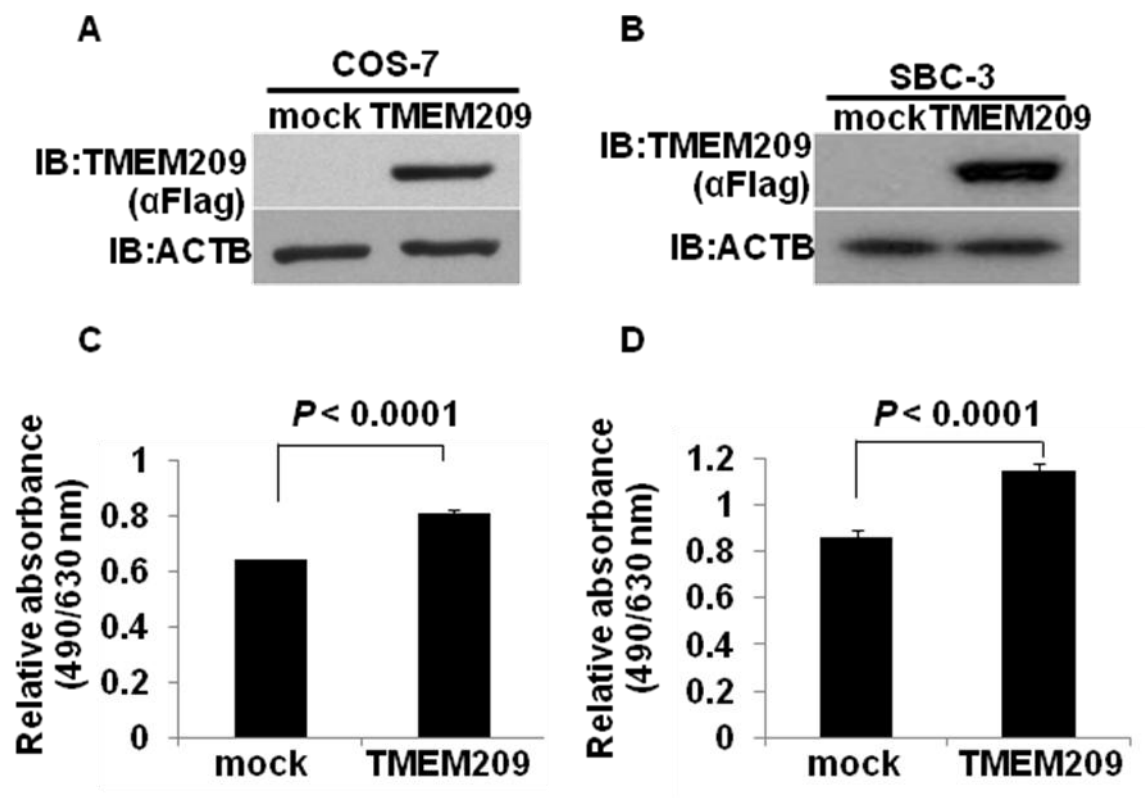 A
COS-7
mock TMEM209
IB:TMEM209
(αFlag)
IB:ACTB
B
SBC-3
mock TMEM209
IB:TMEM209
(αFlag)
IB:ACTB
C
P < 0.0001
Relative absorbance
(490/630 nm)
1
0.8
0.6
0.4
0.2
0
mock TMEM209
D
P < 0.0001
Relative absorbance
(490/630 nm)
1.2
1
0.8
0.6
0.4
0.2
0
mock TMEM209